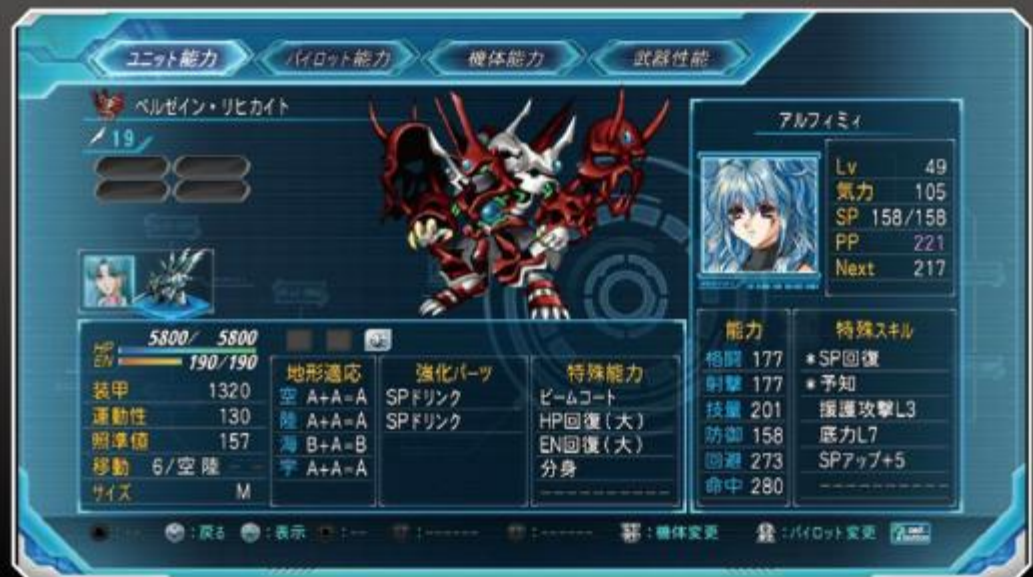 ユニット能力
パイロット能力
機体能力
武器性能
ペルゼイン・リヒカイト
19
アルフィミィ
Lv 49
気力 105
SP 158/158
PP 221
Next 217
HP 5800/ 5800
EN 190/190
装甲 1320
運動性 130
照準値 157
移動 6/空陸 - -
サイズ M
地形適応
空 A+A=A
陸 A+A=A
海 B+A=B
宇 A+A=A
強化パーツ
SPドリンク
SPドリンク
特殊能力
ビームコート
HP回復(大)
EN回復(大)
分身
----------
能力
格闘 177
射撃 177
技量 201
防御 158
回避 273
命中 280
特殊スキル
*SP回復
*予知
援護攻撃L3
底力L7
SPアップ+5
----------
:--
:戻る
:表示
:--
:------
:------
:機体変更
:パイロット変更